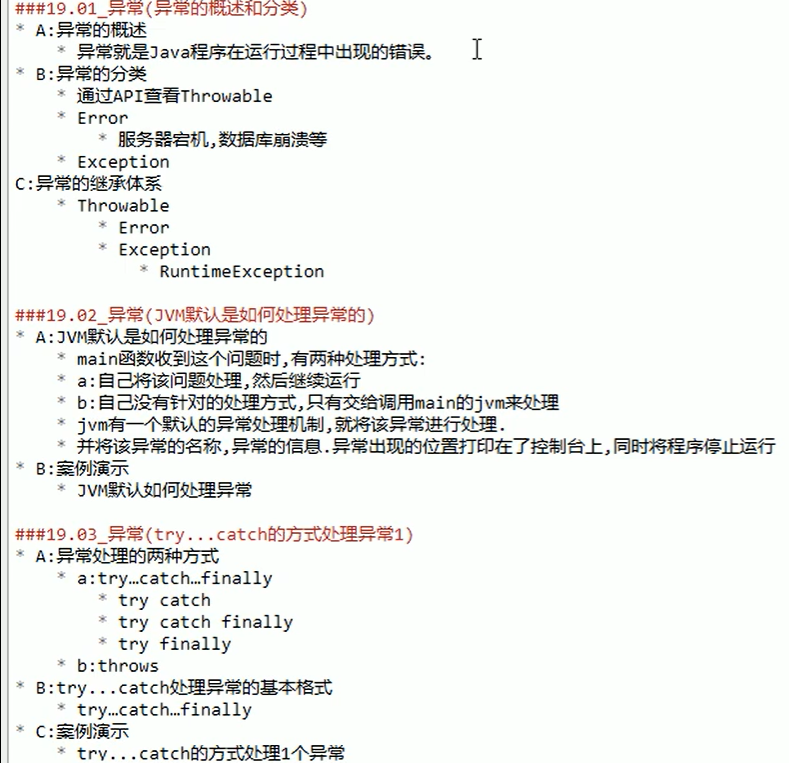 ###19.01_异常(异常的概述和分类)
* A:异常的概述
* 异常就是Java程序在运行过程中出现的错误。
* B:异常的分类
* 通过API查看Throwable
* Error
* 服务器宕机,数据库崩溃等
* Exception
C:异常的继承体系
* Throwable
* Error
* Exception
* RuntimeException
###19.02_异常(JVM默认是如何处理异常的)
* A:JVM默认是如何处理异常的
* main函数收到这个问题时,有两种处理方式:
* a:自己将该问题处理,然后继续运行
* b:自己没有针对的处理方式,只有交给调用main的jvm来处理
* jvm有一个默认的异常处理机制,就将该异常进行处理.
* 并将该异常的名称,异常的信息.异常出现的位置打印在了控制台上,同时将程序停止运行
* B:案例演示
* JVM默认如何处理异常
###19.03_异常(try...catch的方式处理异常1)
* A:异常处理的两种方式
* a:try…catch…finally
* try catch
* try catch finally
* try finally
* b:throws
* B:try...catch处理异常的基本格式
* try…catch…finally
* C:案例演示
* try...catch的方式处理1个异常